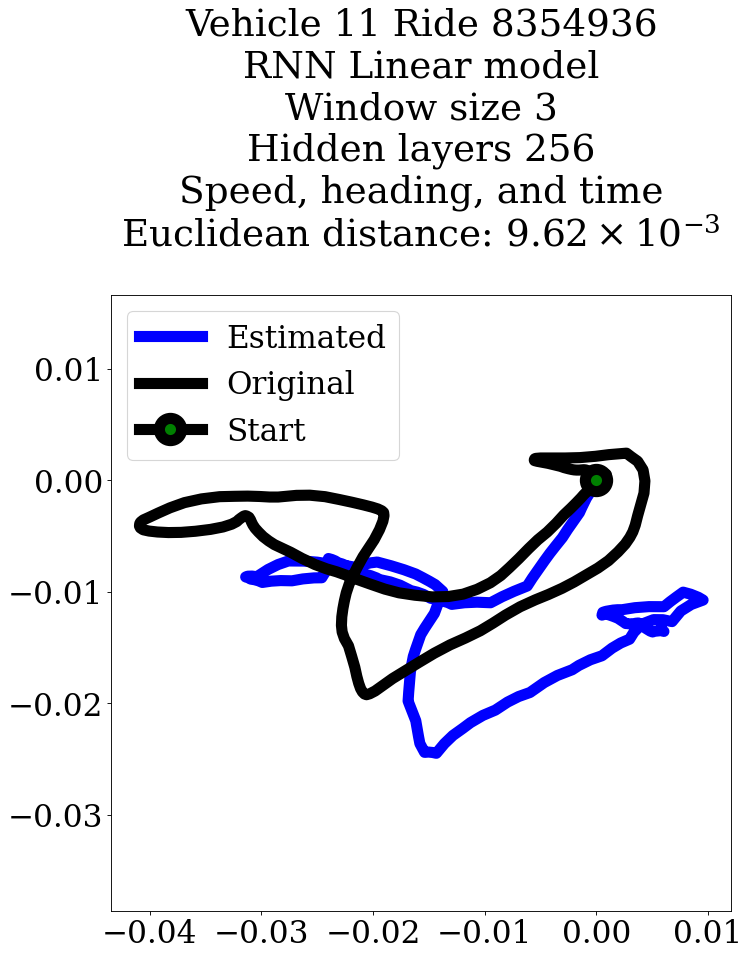 Vehicle 11 Ride 8354936
RNN Linear model
Window size 3
Hidden layers 256
Speed, heading, and time
Euclidean distance: 9.62 × 10⁻³
Estimated
Original
Start
0.01
0.00
−0.01
−0.02
−0.03
−0.04 −0.03 −0.02 −0.01 0.00 0.01